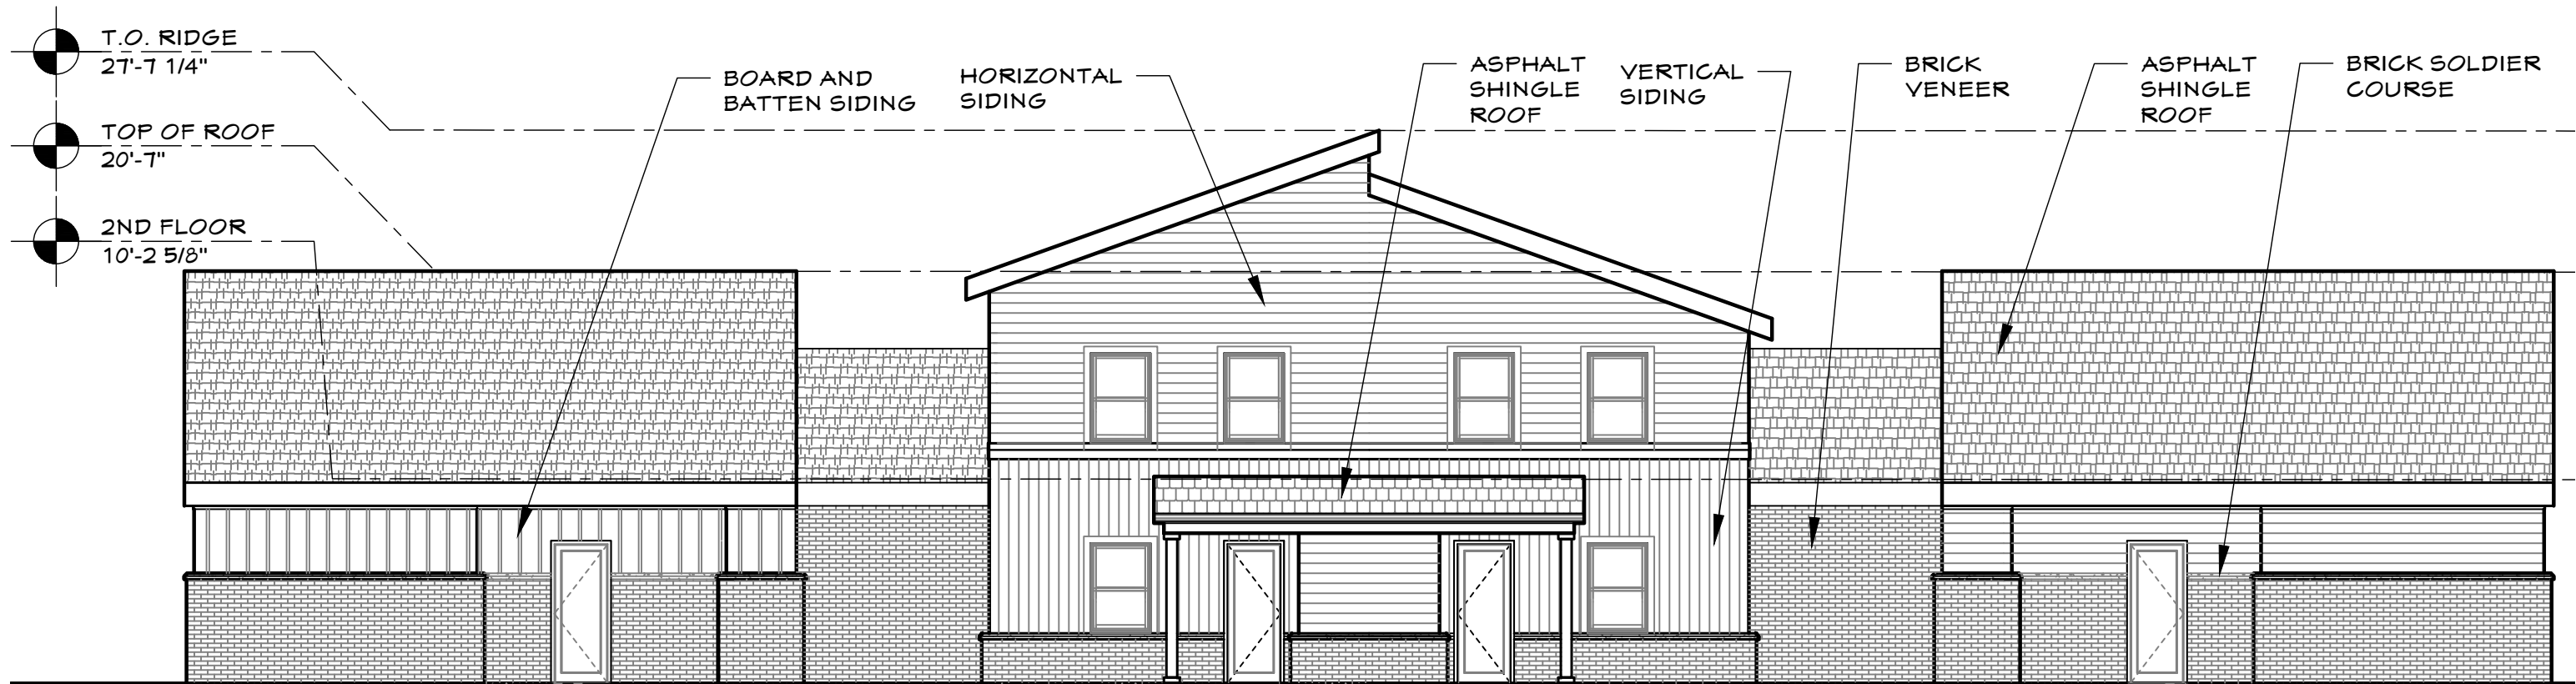 T.O. RIDGE
27'-7 1/4"
TOP OF ROOF
20'-7"
2ND FLOOR
10'-2 5/8"
BOARD AND
BATTEN SIDING
HORIZONTAL
SIDING
ASPHALT
SHINGLE
ROOF
VERTICAL
SIDING
BRICK
VENEER
ASPHALT
SHINGLE
ROOF
BRICK SOLDIER
COURSE